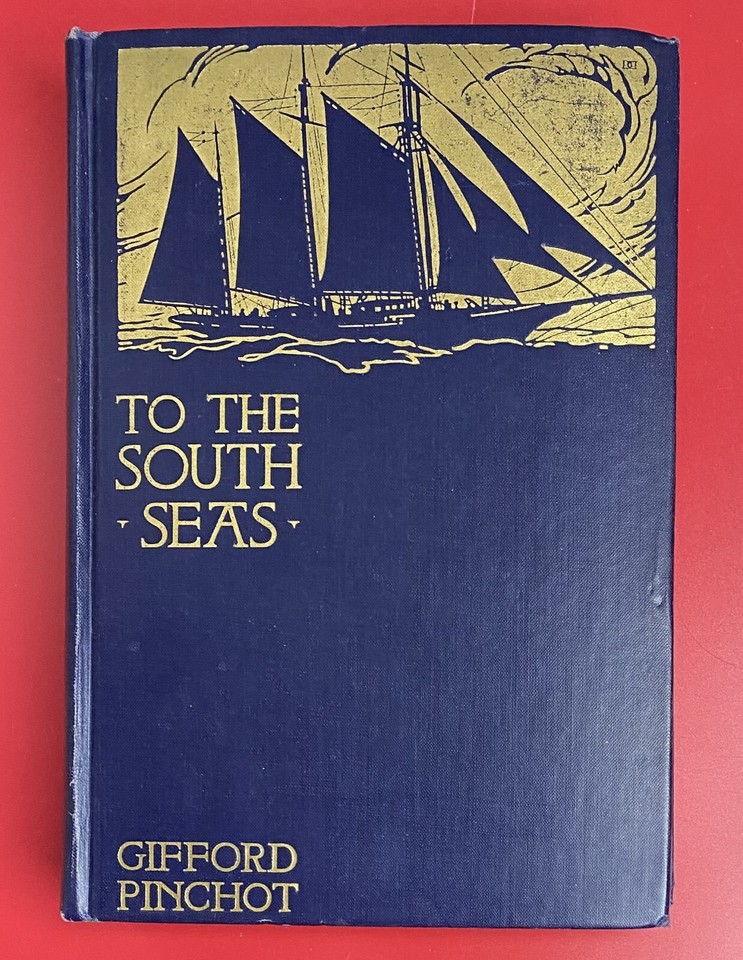 TO THE
SOUTH
· SEAS ·
GIFFORD
PINCHOT